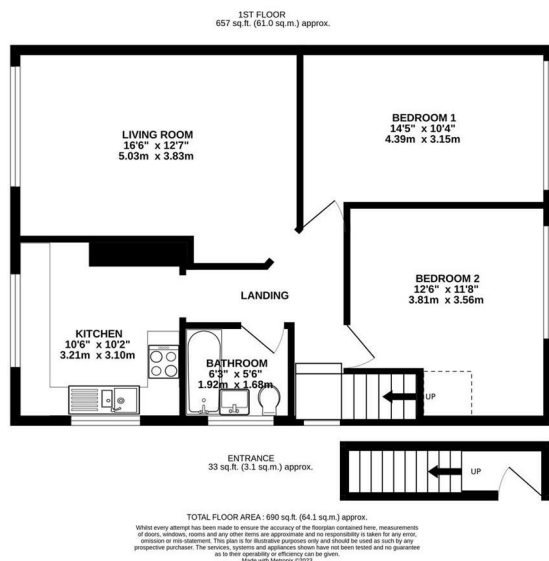 1ST FLOOR
657 sq.ft. (61.0 sq.m.) approx.
LIVING ROOM
16'6" x 12'7"
5.03m x 3.83m
BEDROOM 1
14'5" x 10'4"
4.39m x 3.15m
BEDROOM 2
12'6" x 11'8"
3.81m x 3.56m
LANDING
KITCHEN
10'6" x 10'2"
3.21m x 3.10m
BATHROOM
6'3" x 5'6"
1.92m x 1.68m
UP
ENTRANCE
33 sq.ft. (3.1 sq.m.) approx.
UP
TOTAL FLOOR AREA : 690 sq.ft. (64.1 sq.m.) approx.
Whilst every attempt has been made to ensure the accuracy of the floorplan contained here, measurements
of doors, windows, rooms and any other items are approximate and no responsibility is taken for any error,
omission or mis-statement. This plan is for illustrative purposes only and should be used as such by any
prospective purchaser. The services, systems and appliances shown have not been tested and no guarantee
as to their operability or efficiency can be given.
Made with Metropix ©2023